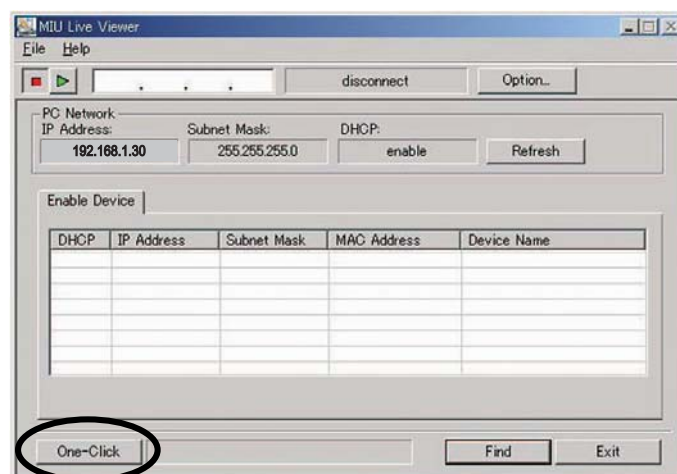 MIU Live Viewer
File Help
. . . disconnect Option...
PC Network
IP Address: Subnet Mask: DHCP:
192.168.1.30 255.255.255.0 enable Refresh
Enable Device
DHCP IP Address Subnet Mask MAC Address Device Name
One-Click Find Exit